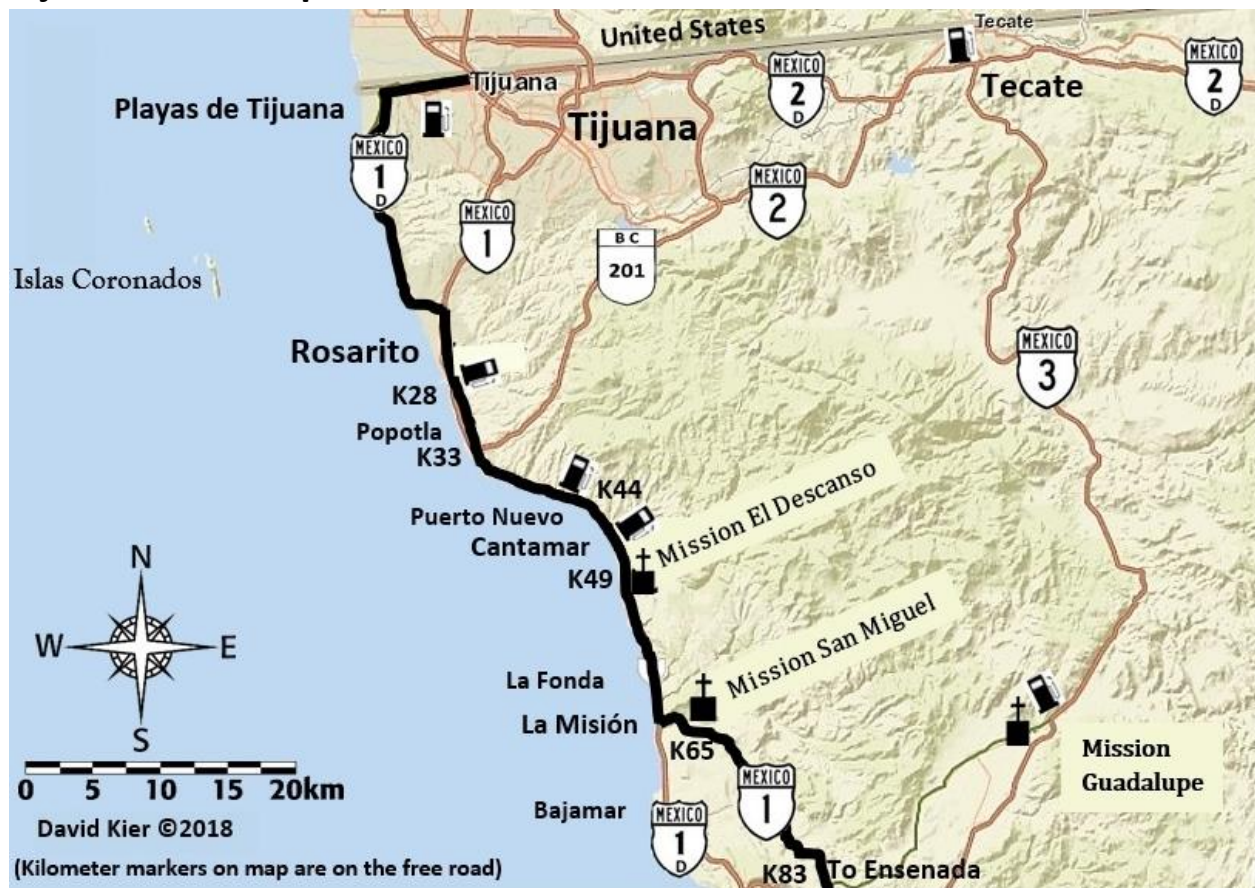 United States
Tecate
Tijuana
Playas de Tijuana
Tijuana
MEXICO
2
D
Tecate
MEXICO
2
D
MEXICO
1
D
MEXICO
1
MEXICO
2
B C
201
Islas Coronados
Rosarito
K28
MEXICO
3
Popotla
K33
K44
Puerto Nuevo
Cantamar
Mission El Descanso
K49
N
W
E
S
Mission San Miguel
La Fonda
La Misión
K65
Mission
Guadalupe
MEXICO
1
0 5 10 15 20km
Bajamar
MEXICO
1
D
David Kier ©2018
(Kilometer markers on map are on the free road)
K83
To Ensenada